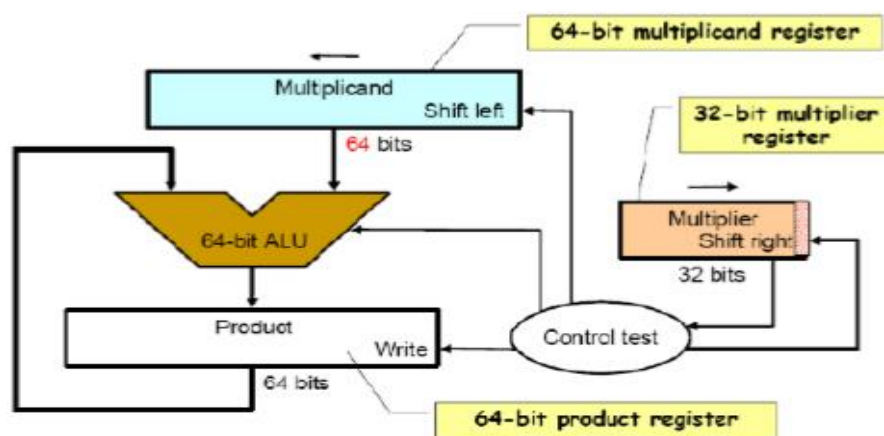 64-bit multiplicand register
Multiplicand
Shift left
64 bits
32-bit multiplier
register
Multiplier
Shift right
32 bits
64-bit ALU
Product
Write
64 bits
Control test
64-bit product register